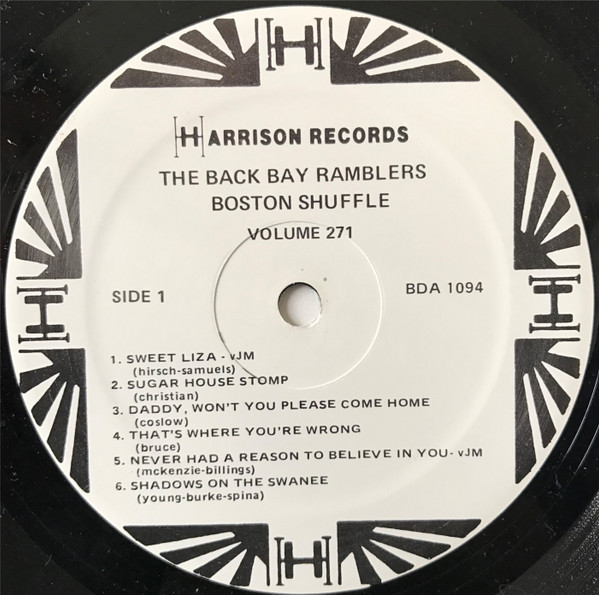 H
HARRISON RECORDS
THE BACK BAY RAMBLERS
BOSTON SHUFFLE
VOLUME 271
SIDE 1
BDA 1094
1. SWEET LIZA - vJM
(hirsch-samuels)
2. SUGAR HOUSE STOMP
(christian)
3. DADDY, WON'T YOU PLEASE COME HOME
(coslow)
4. THAT'S WHERE YOU'RE WRONG
(bruce)
5. NEVER HAD A REASON TO BELIEVE IN YOU- vJM
(mckenzie-billings)
6. SHADOWS ON THE SWANEE
(young-burke-spina)
H
H
H